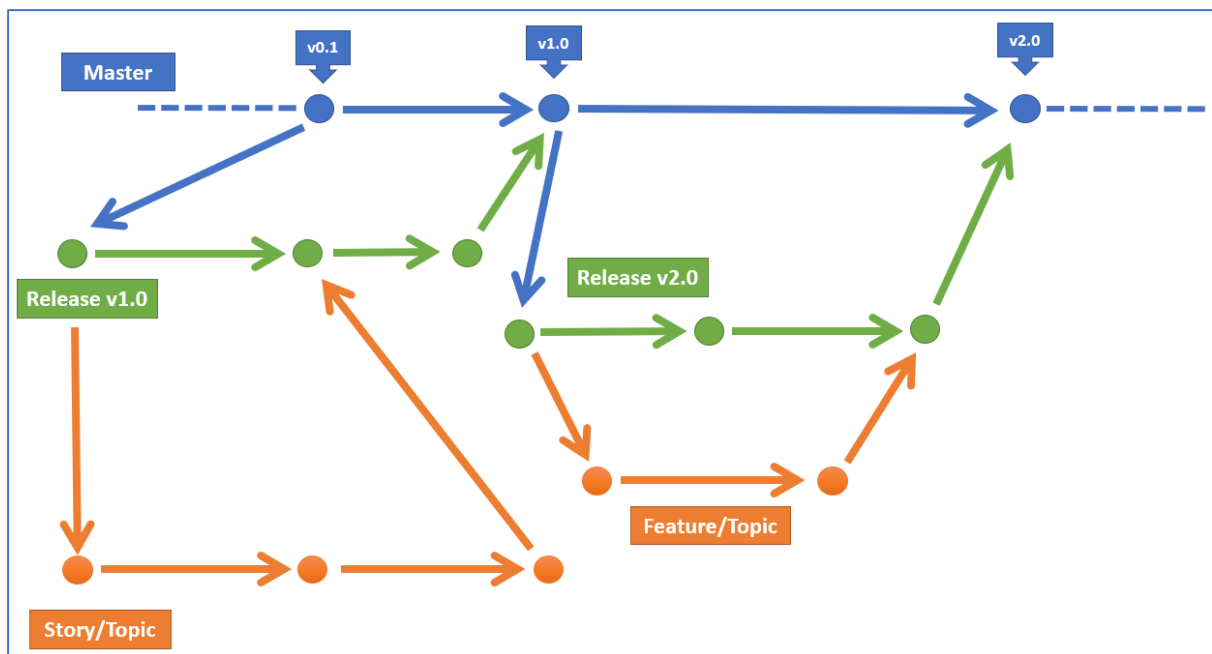 v0.1
v1.0
v2.0
Master
Release v1.0
Release v2.0
Feature/Topic
Story/Topic